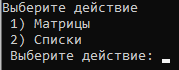 Выберите действие
1) Матрицы
2) Списки
Выберите действие: